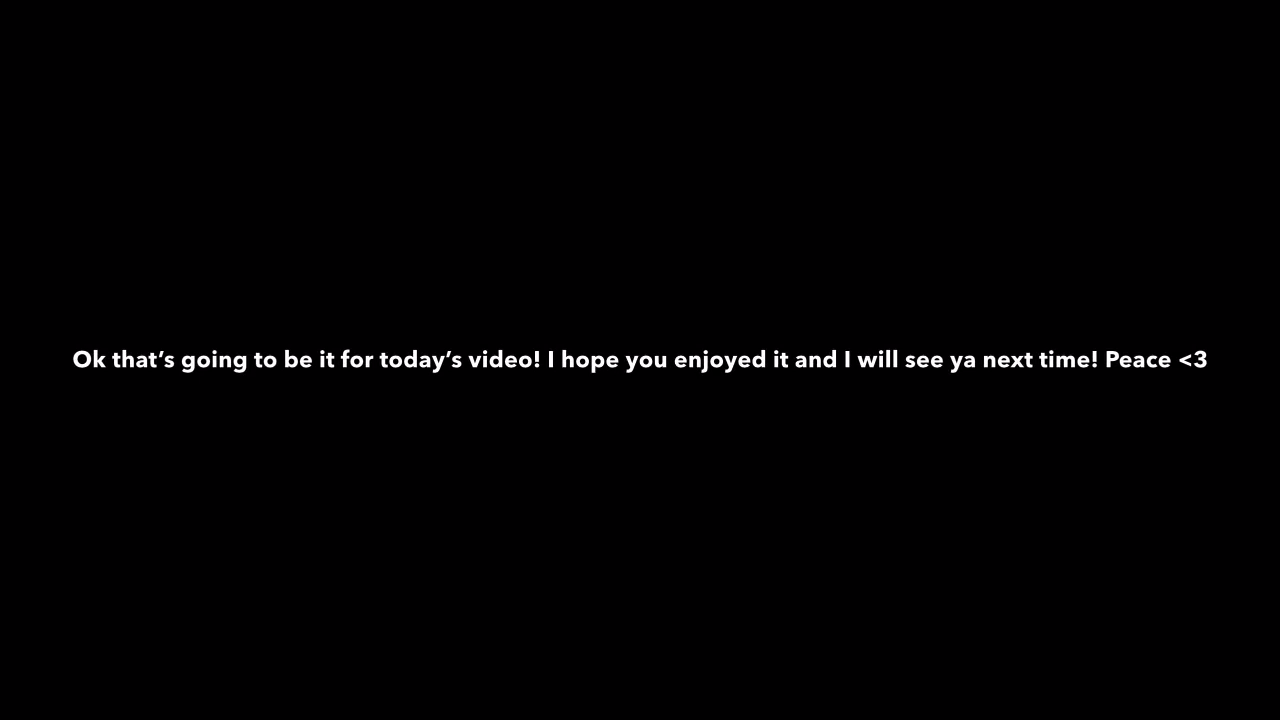 Ok that’s going to be it for today’s video! I hope you enjoyed it and I will see ya next time! Peace <3